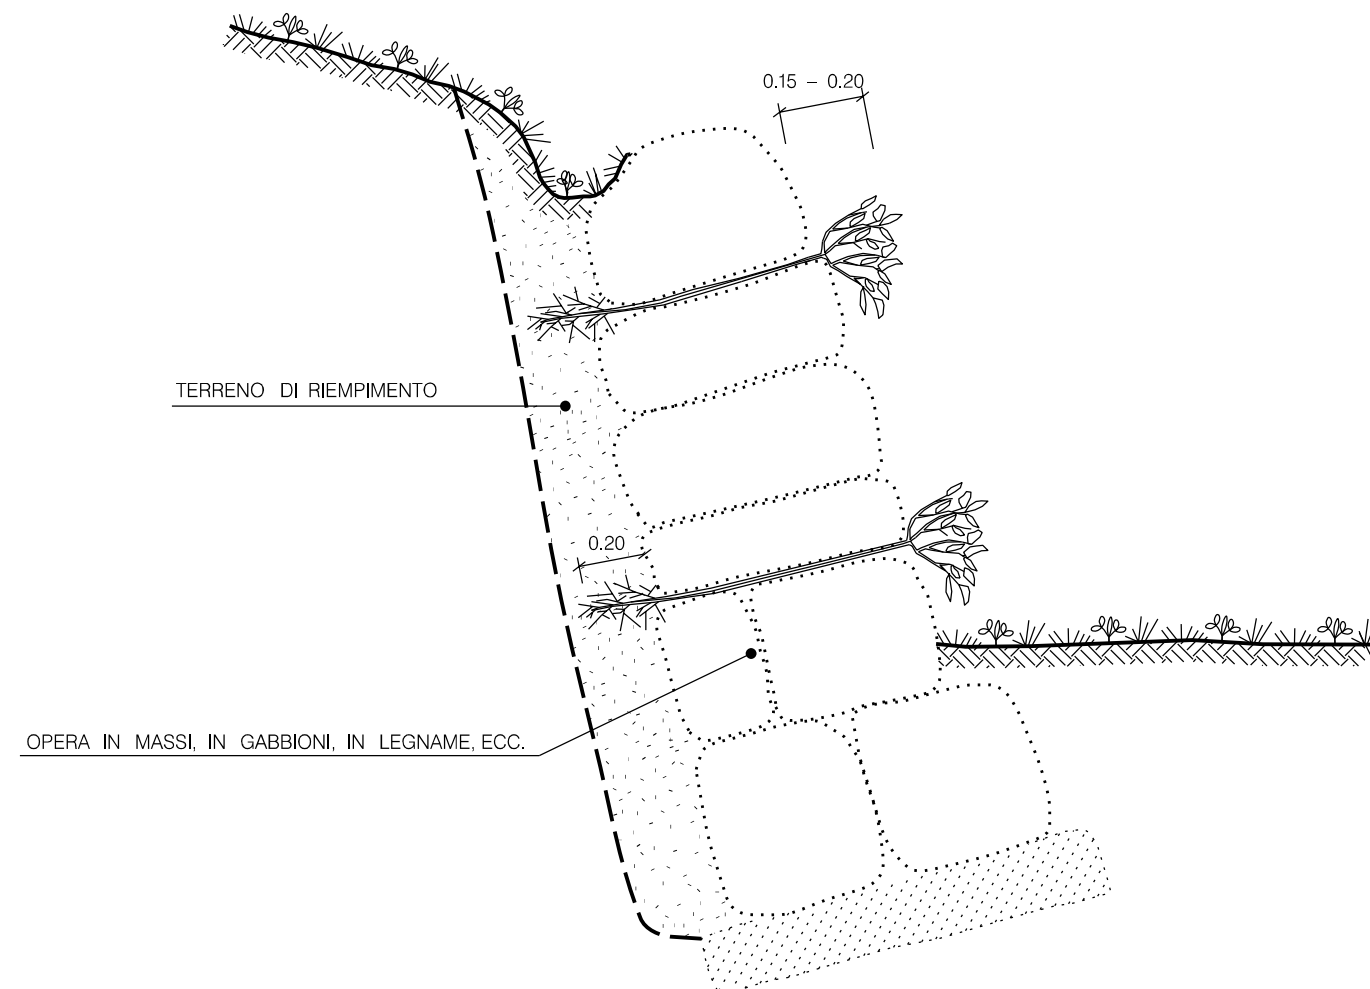 0.15 – 0.20
TERRENO DI RIEMPIMENTO
0.20
OPERA IN MASSI, IN GABBIONI, IN LEGNAME, ECC.